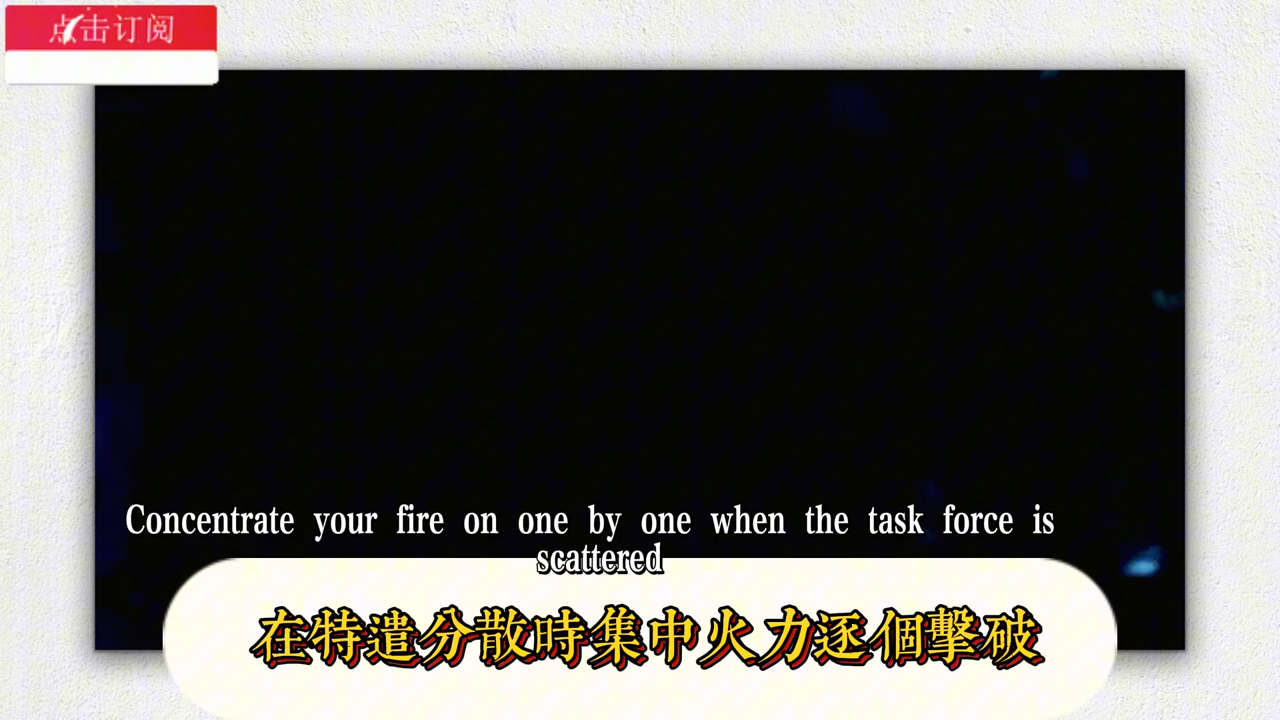 点击订阅
Concentrate your fire on one by one when the task force is
scattered
在特遣分散時集中火力逐個擊破